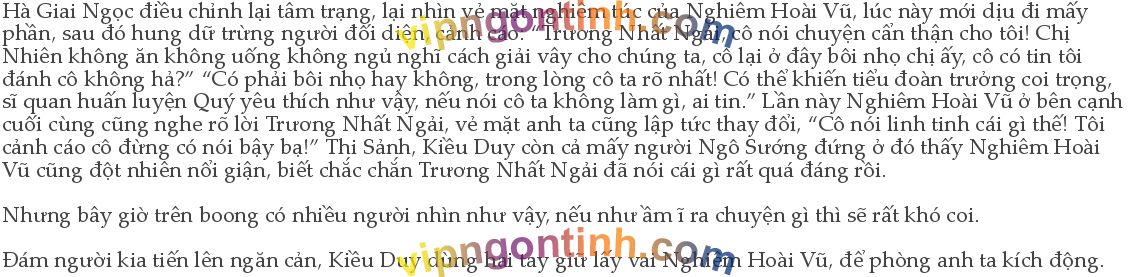 Hà Giai Ngọc điều chỉnh lại tâm trạng, lại nhìn vẻ mặt nghiêm túc của Nghiêm Hoài Vũ, lúc này mới dịu đi mấy
phần, sau đó hung dữ trừng người đối diện, cảnh cáo: “Trương Nhất Ngải, cô nói chuyện cẩn thận cho tôi! Chị
Nhiên không ăn không uống không ngủ nghĩ cách giải vây cho chúng ta, cô lại ở đây bôi nhọ chị ấy, cô có tin tôi
đánh cô không hả?” “Có phải bôi nhọ hay không, trong lòng cô ta rõ nhất! Có thể khiến tiểu đoàn trưởng coi trọng,
sĩ quan huấn luyện Quý yêu thích như vậy, nếu nói cô ta không làm gì, ai tin.” Lần này Nghiêm Hoài Vũ ở bên cạnh
cuối cùng cũng nghe rõ lời Trương Nhất Ngải, vẻ mặt anh ta cũng lập tức thay đổi, “Cô nói linh tinh cái gì thế! Tôi
cảnh cáo cô đừng có nói bậy bạ!” Thi Sảnh, Kiều Duy còn cả mấy người Ngô Sướng đứng ở đó thấy Nghiêm Hoài
Vũ cũng đột nhiên nổi giận, biết chắc chắn Trương Nhất Ngải đã nói cái gì rất quá đáng rồi.
Nhưng bây giờ trên boong có nhiều người nhìn như vậy, nếu như ầm ĩ ra chuyện gì thì sẽ rất khó coi.
Đám người kia tiến lên ngăn cản, Kiều Duy dùng hai tay giữ lấy vai Nghiêm Hoài Vũ, đề phòng anh ta kích động.
vipngontinh.com
vipngontinh.com